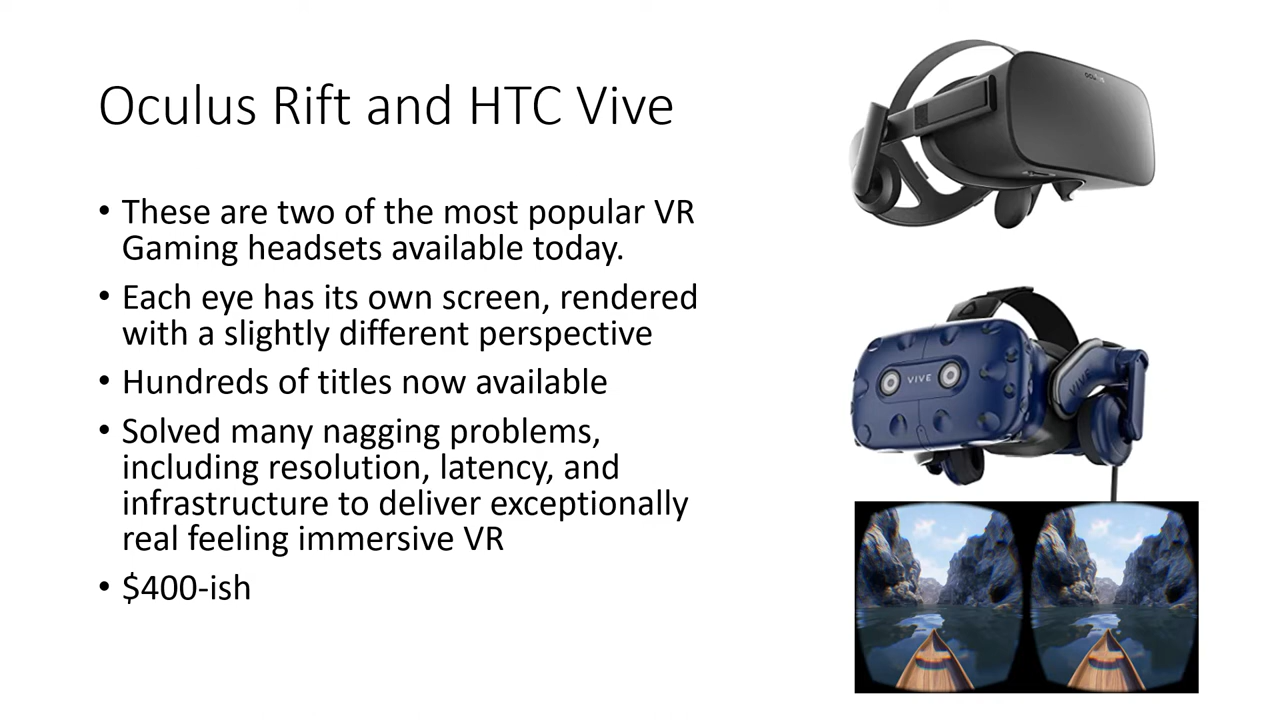 Oculus Rift and HTC Vive
• These are two of the most popular VR
Gaming headsets available today.
• Each eye has its own screen, rendered
with a slightly different perspective
• Hundreds of titles now available
• Solved many nagging problems,
including resolution, latency, and
infrastructure to deliver exceptionally
real feeling immersive VR
• $400-ish
oculus
VIVE
VIVE